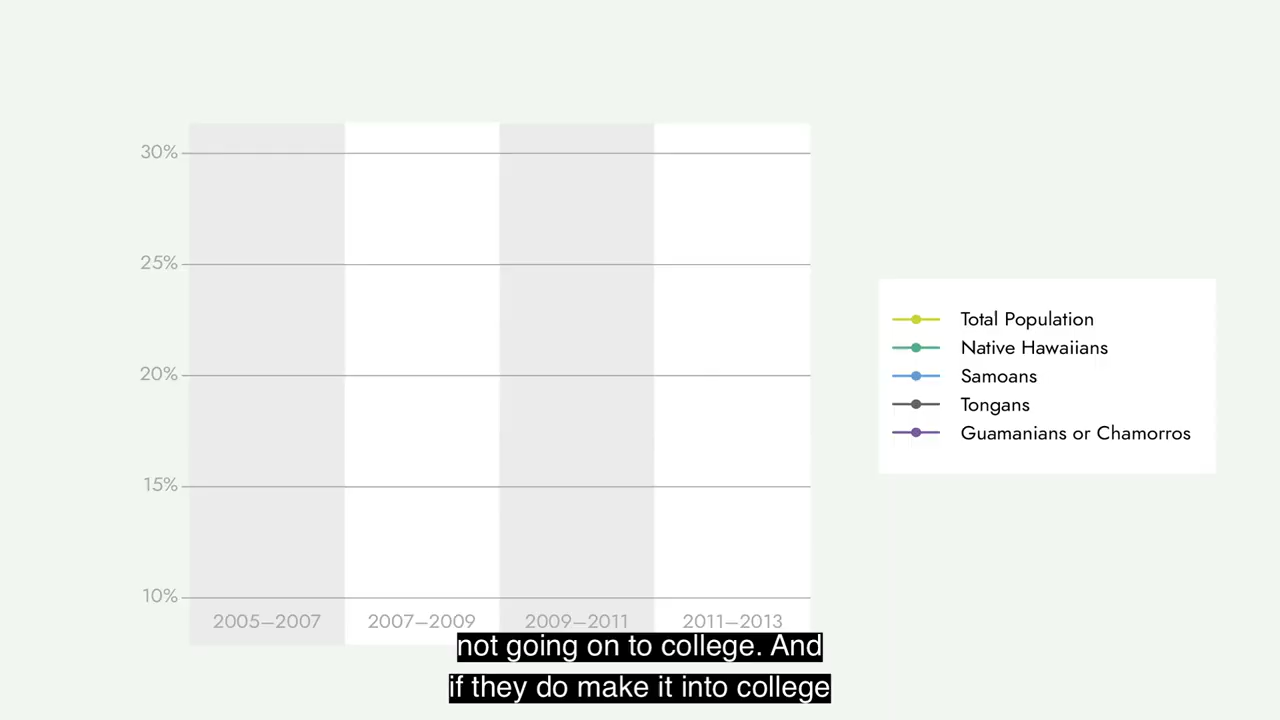 30%
25%
20%
15%
10%
2005–2007
2007–2009
2009–2011
2011–2013
Total Population
Native Hawaiians
Samoans
Tongans
Guamanians or Chamorros
not going on to college. And
if they do make it into college